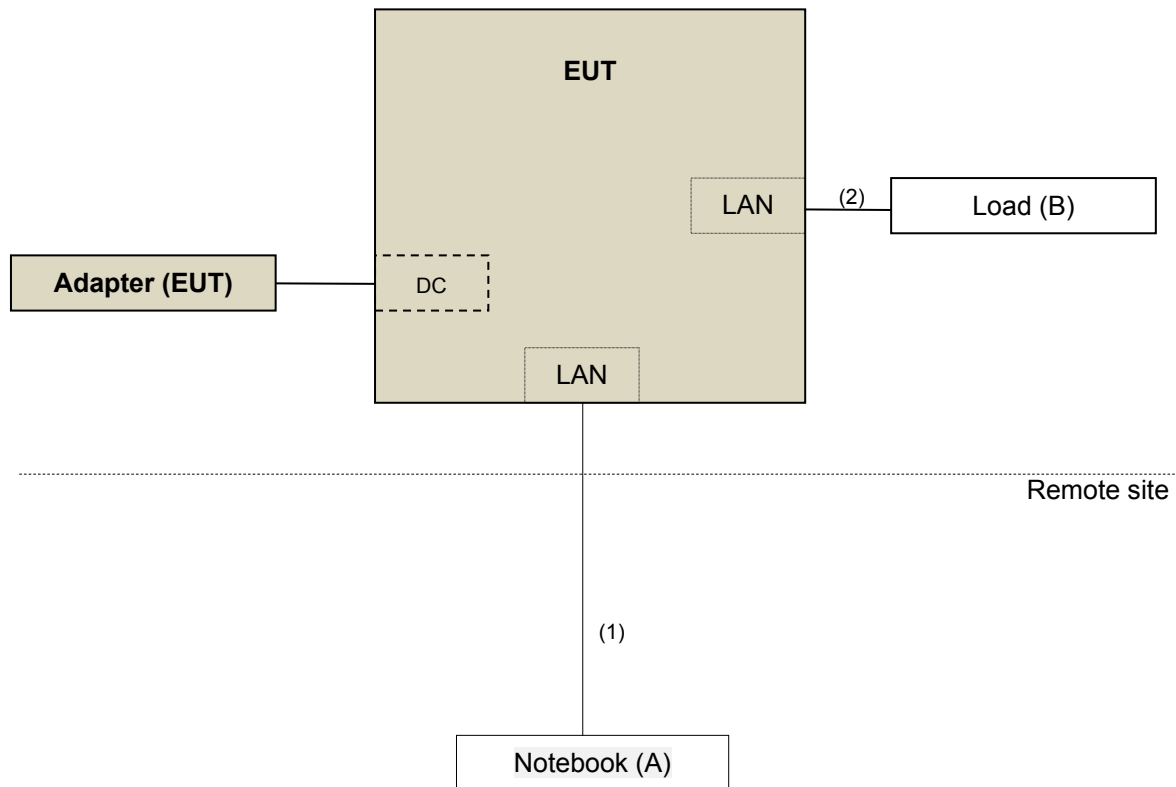 EUT
LAN
(2)
Load (B)
Adapter (EUT)
DC
LAN
Remote site
(1)
Notebook (A)